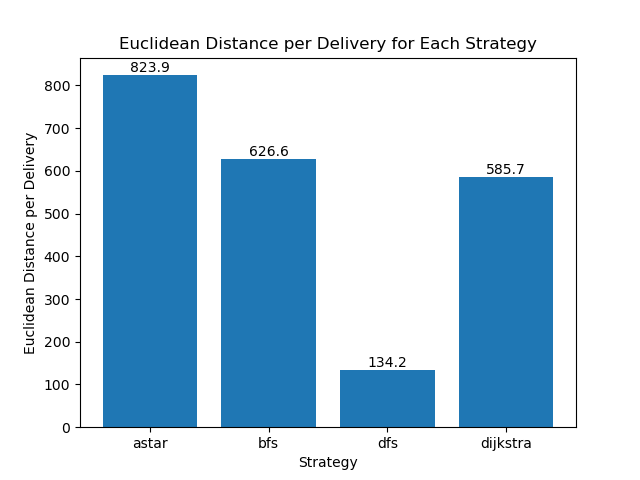 Euclidean Distance per Delivery for Each Strategy
823.9
626.6
134.2
585.7
Euclidean Distance per Delivery
800
700
600
500
400
300
200
100
0
astar
bfs
dfs
dijkstra
Strategy